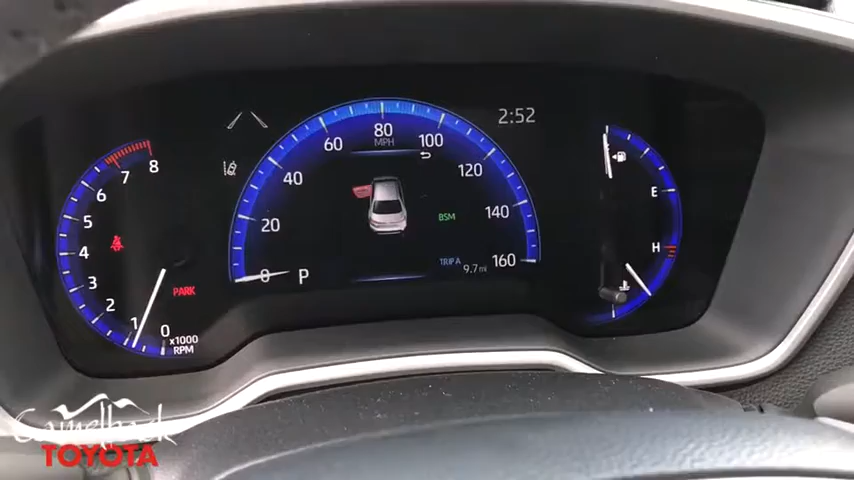 2:52
60
80
100
MPH
40
120
20
140
0
160
P
BSM
TRIP A
9.7 mi
8
7
6
5
4
3
2
1
0
x1000
RPM
PARK
E
H
Camelback
TOYOTA